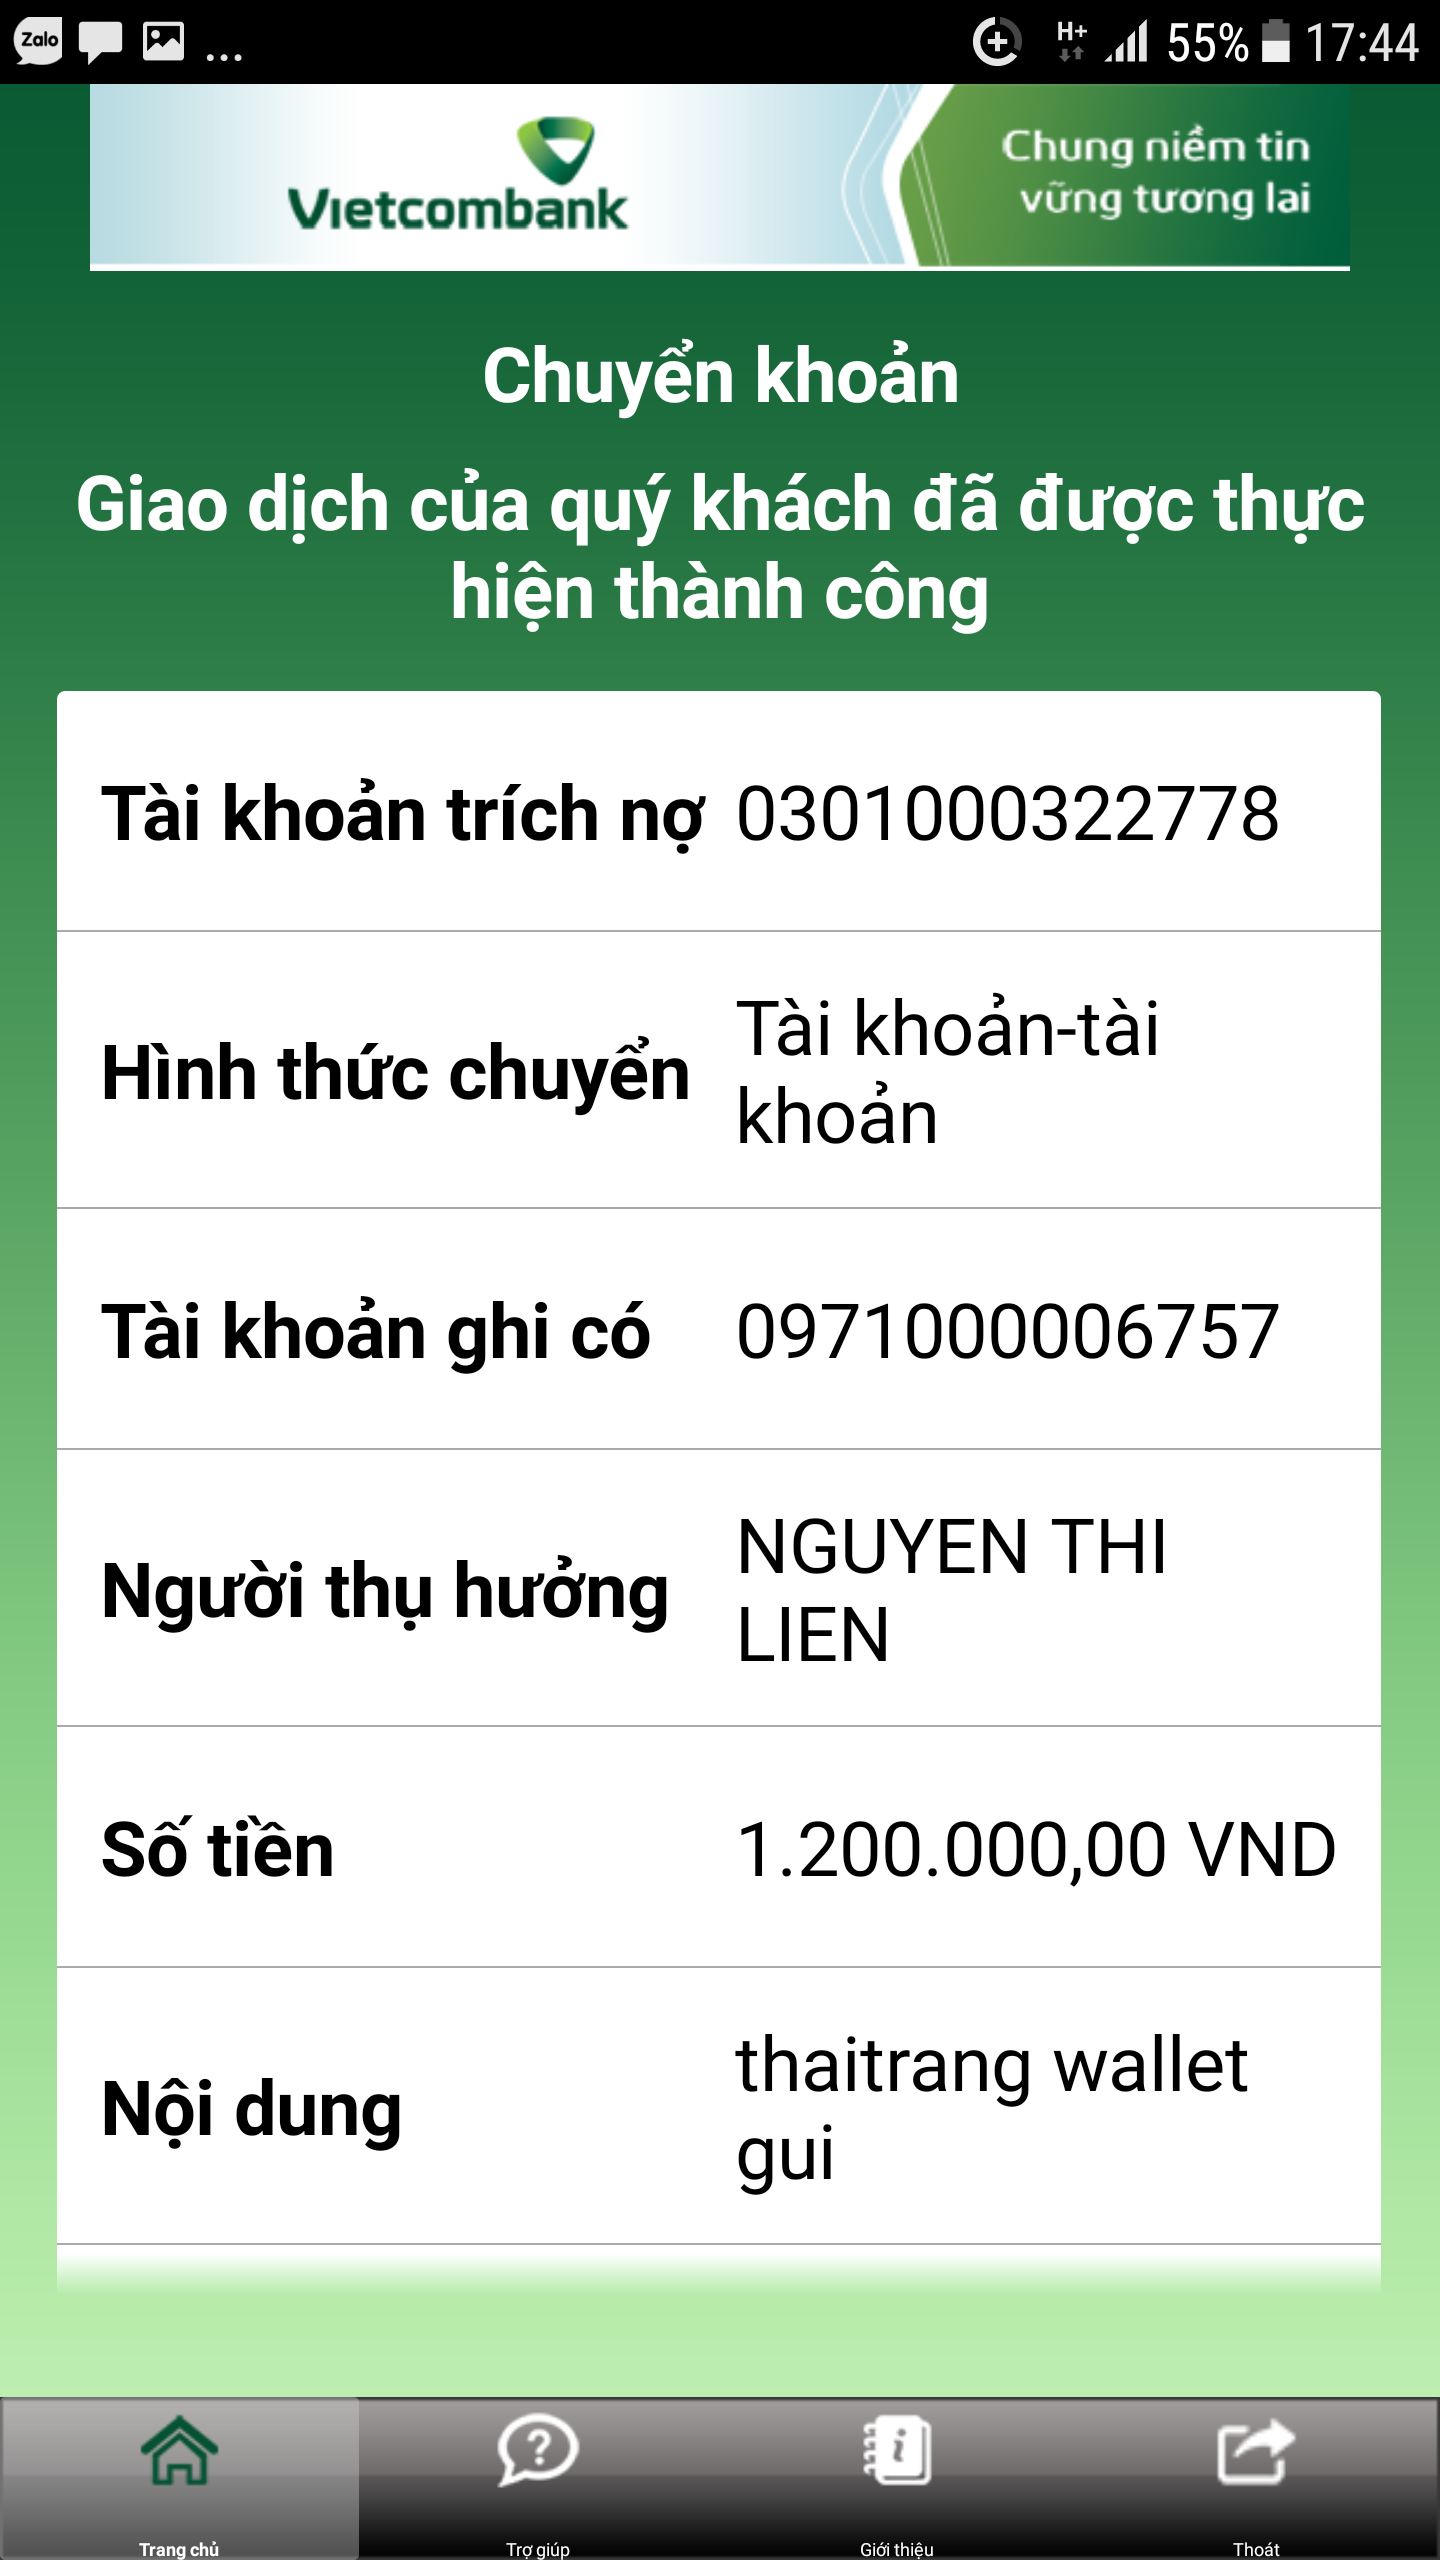 Zalo ... H+ 55% 17:44
Vietcombank
Chung niềm tin
vững tương lai
Chuyển khoản
Giao dịch của quý khách đã được thực
hiện thành công
Tài khoản trích nợ 0301000322778
Hình thức chuyển Tài khoản-tài
khoản
Tài khoản ghi có 0971000006757
Người thụ hưởng NGUYEN THI
LIEN
Số tiền 1.200.000,00 VND
Nội dung thaitrang wallet
gui
Trang chủ Trợ giúp Giới thiệu Thoát